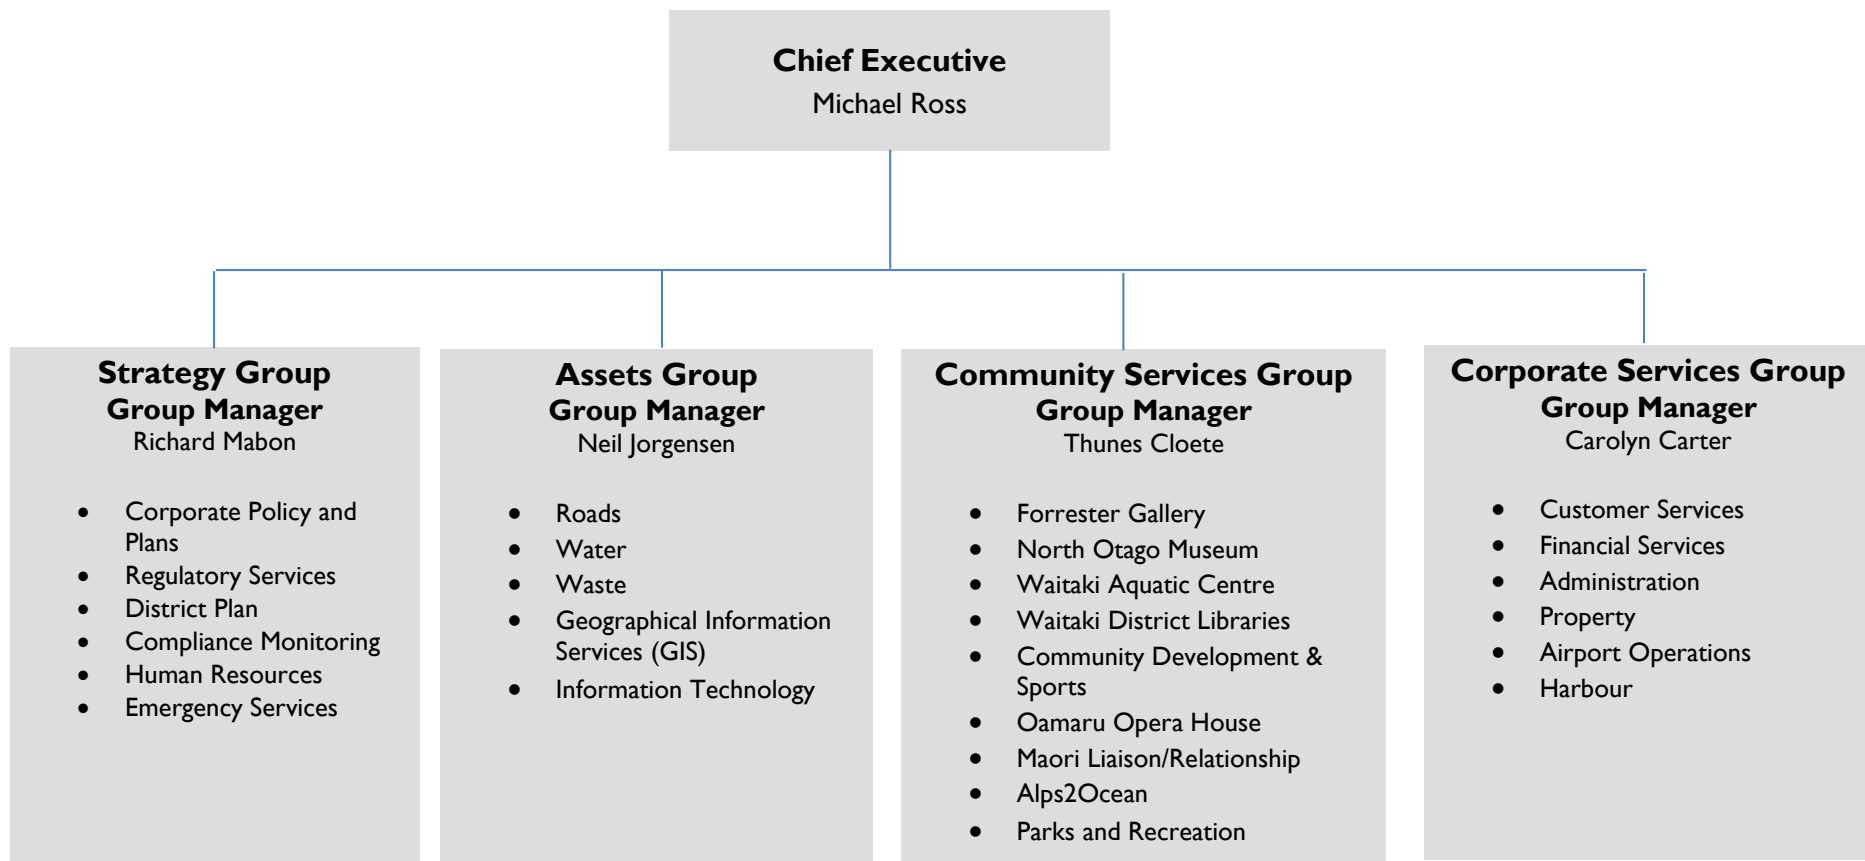 Chief Executive
Michael Ross
Strategy Group
Group Manager
Richard Mabon
• Corporate Policy and
Plans
• Regulatory Services
• District Plan
• Compliance Monitoring
• Human Resources
• Emergency Services
Assets Group
Group Manager
Neil Jorgensen
• Roads
• Water
• Waste
• Geographical Information
Services (GIS)
• Information Technology
Community Services Group
Group Manager
Thunes Cloete
• Forrester Gallery
• North Otago Museum
• Waitaki Aquatic Centre
• Waitaki District Libraries
• Community Development &
Sports
• Oamaru Opera House
• Maori Liaison/Relationship
• Alps2Ocean
• Parks and Recreation
Corporate Services Group
Group Manager
Carolyn Carter
• Customer Services
• Financial Services
• Administration
• Property
• Airport Operations
• Harbour